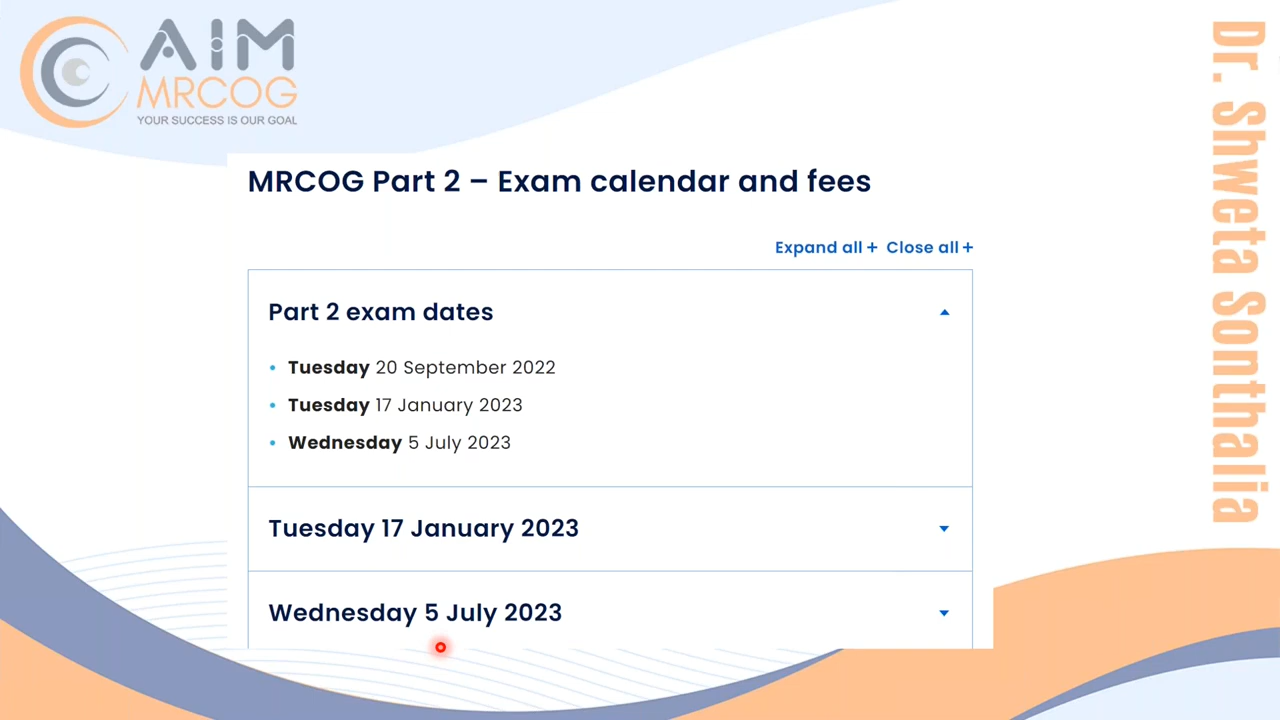 AIM
MRCOG
YOUR SUCCESS IS OUR GOAL
Dr. Shweta Sonthalia
MRCOG Part 2 – Exam calendar and fees
Expand all + Close all +
Part 2 exam dates
• Tuesday 20 September 2022
• Tuesday 17 January 2023
• Wednesday 5 July 2023
Tuesday 17 January 2023
Wednesday 5 July 2023